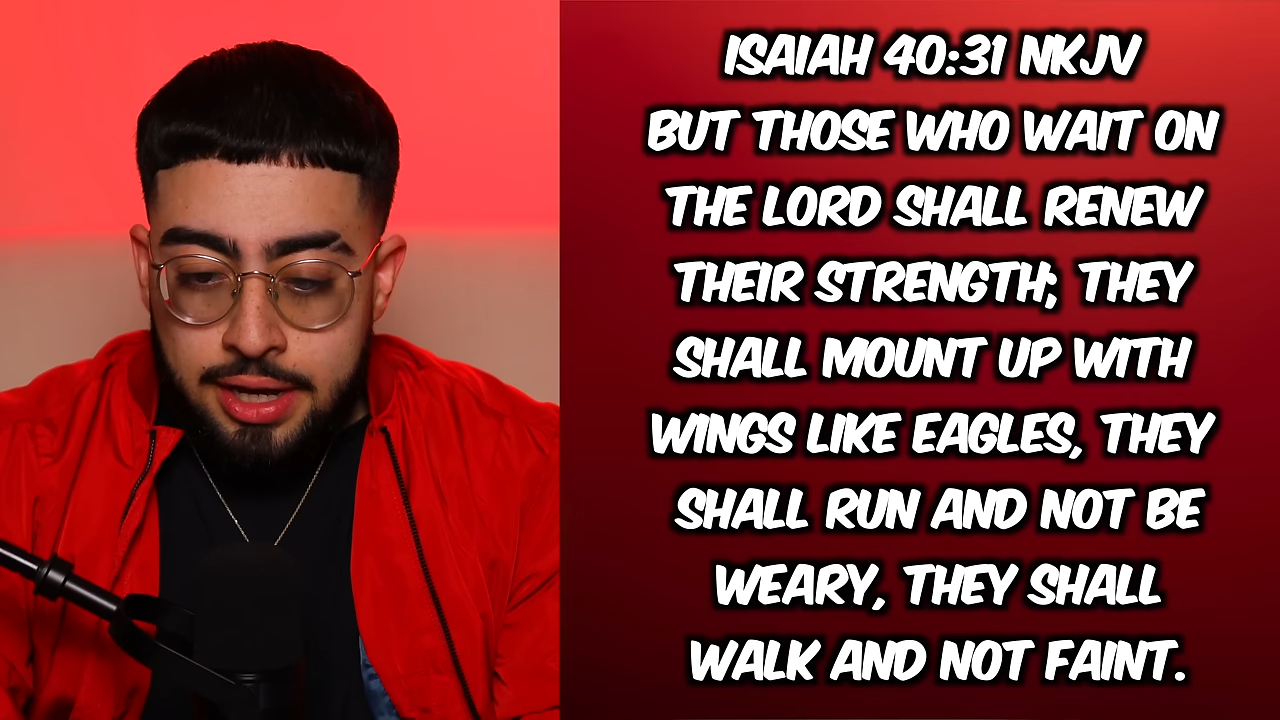 ISAIAH 40:31 NKJV
BUT THOSE WHO WAIT ON
THE LORD SHALL RENEW
THEIR STRENGTH; THEY
SHALL MOUNT UP WITH
WINGS LIKE EAGLES, THEY
SHALL RUN AND NOT BE
WEARY, THEY SHALL
WALK AND NOT FAINT.